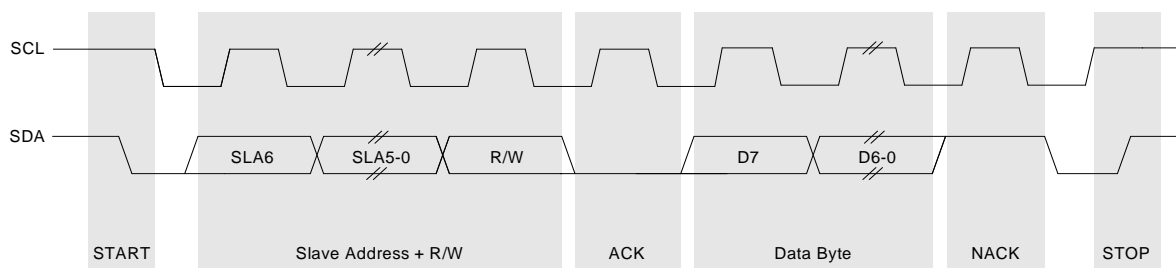 SCL
SDA
SLA6
SLA5-0
R/W
D7
D6-0
START
Slave Address + R/W
ACK
Data Byte
NACK
STOP